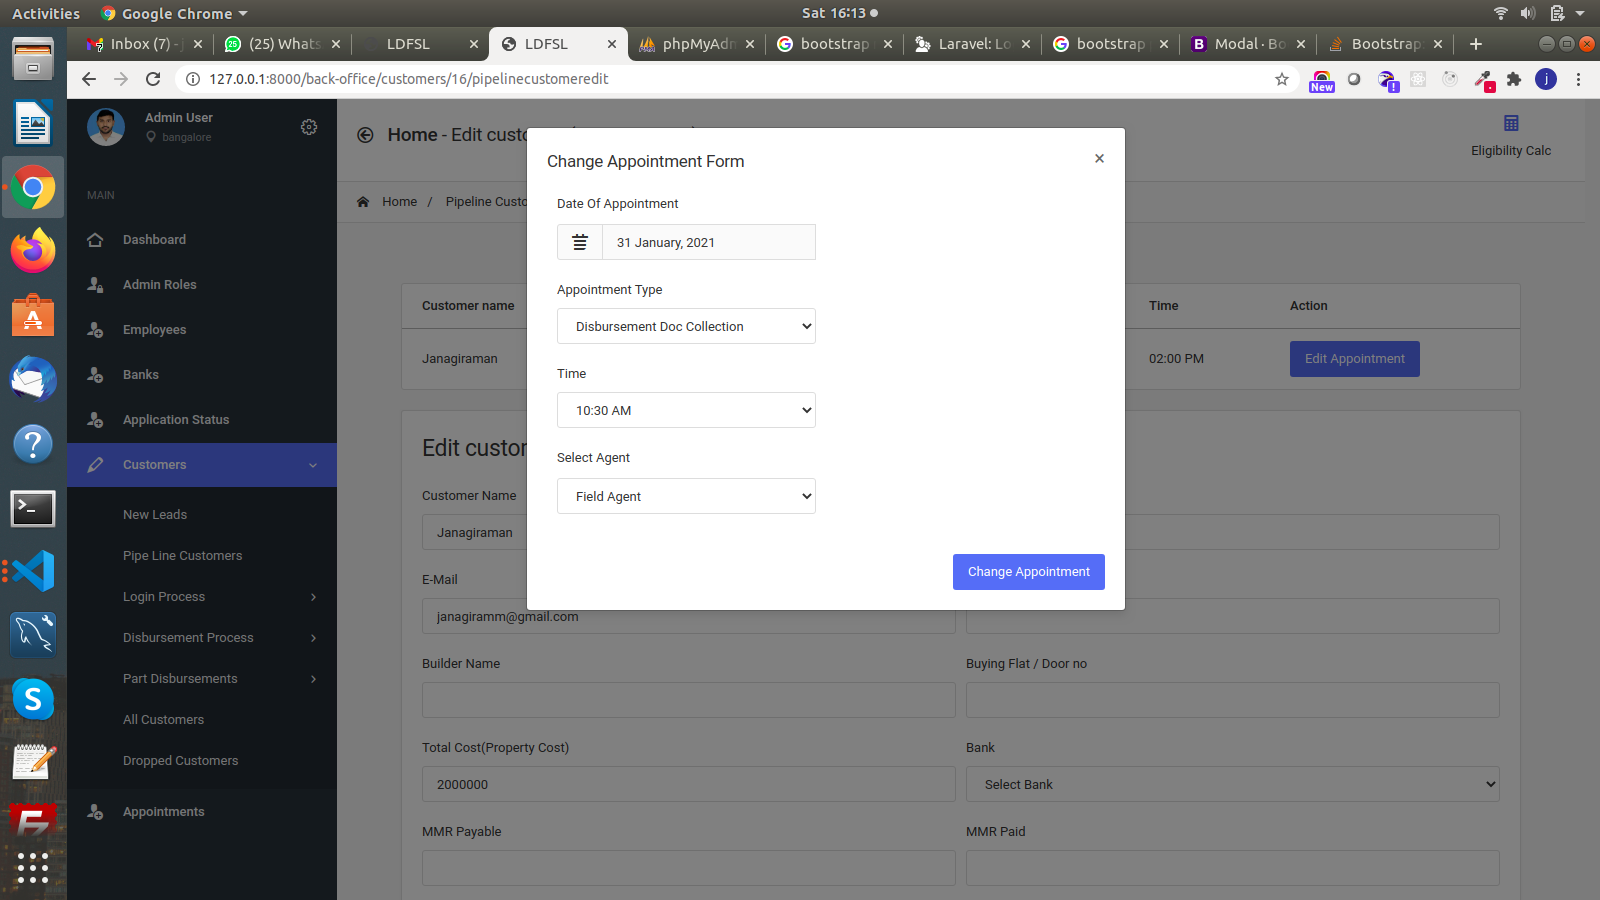 Activities
Google Chrome
Sat 16:13
Inbox (7) - j
(25) Whats
LDFSL
LDFSL
phpMyAdm
bootstrap
Laravel: Lo
bootstrap
Modal · Bo
Bootstrap
127.0.0.1:8000/back-office/customers/16/pipelinecustomeredit
New
j
Admin User
bangalore
MAIN
Dashboard
Admin Roles
Employees
Banks
Application Status
Customers
New Leads
Pipe Line Customers
Login Process
Disbursement Process
Part Disbursements
All Customers
Dropped Customers
Appointments
Home - Edit custo
Eligibility Calc
Home / Pipeline Custo
Customer name
Time
Action
Janagiraman
02:00 PM
Edit Appointment
Change Appointment Form
×
Date Of Appointment
31 January, 2021
Appointment Type
Disbursement Doc Collection
Time
10:30 AM
Select Agent
Field Agent
Change Appointment
Edit custor
Customer Name
Janagiraman
E-Mail
janagiramm@gmail.com
Builder Name
Buying Flat / Door no
Total Cost(Property Cost)
Bank
2000000
Select Bank
MMR Payable
MMR Paid